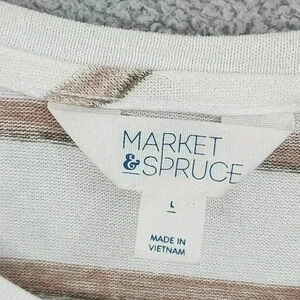 MARKET
& SPRUCE
L
MADE IN
VIETNAM